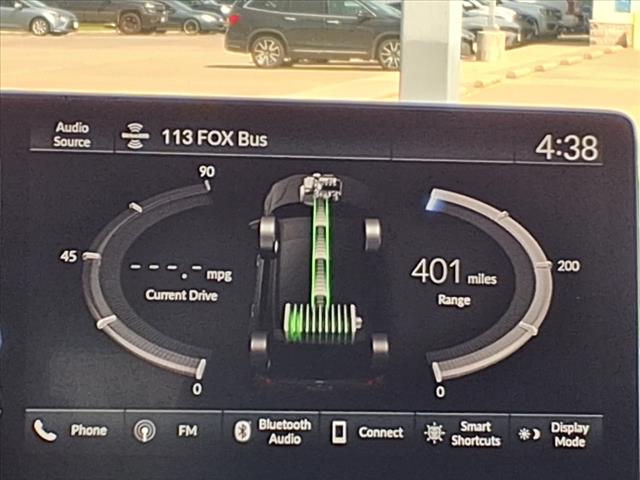 Audio
Source
113 FOX Bus
4:38
90
45
0
--.- mpg
Current Drive
401 miles
Range
200
0
Phone
FM
Bluetooth
Audio
Connect
Smart
Shortcuts
Display
Mode